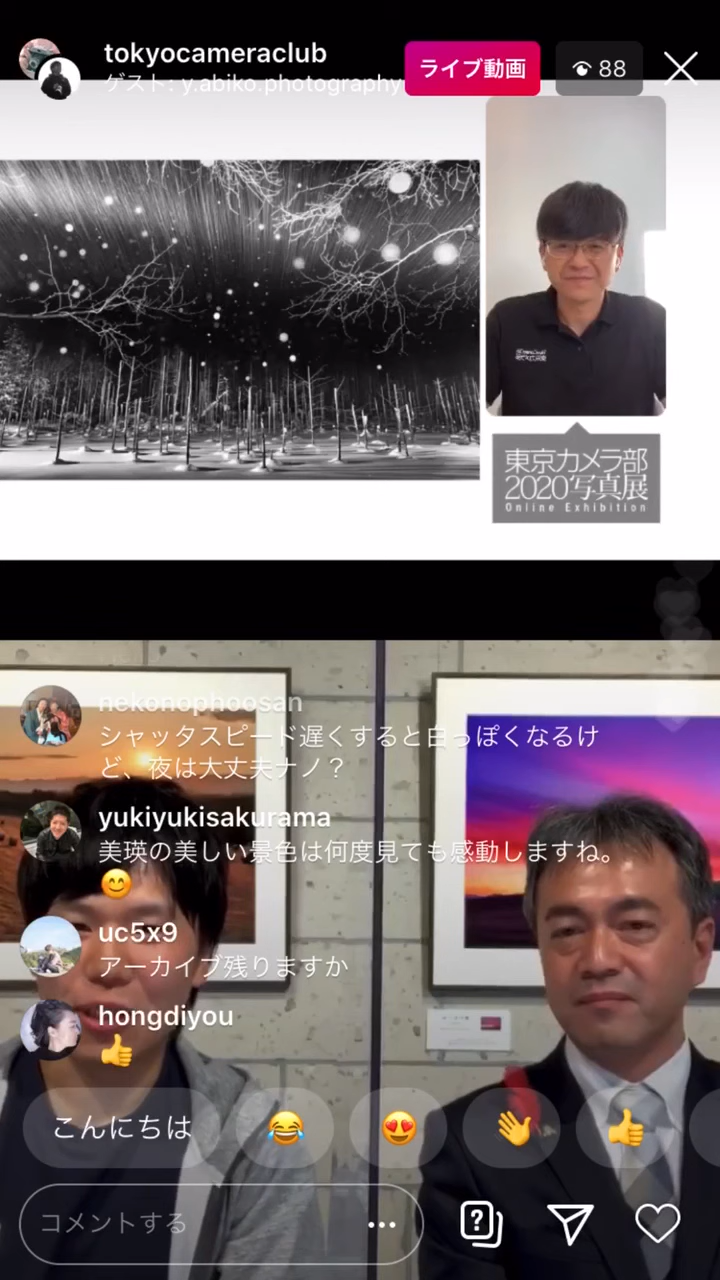 tokyocameraclub
ゲスト: y.abiko.photography
ライブ動画
88
東京カメラ部
2020写真展
Online Exhibition
nekonophoosan
シャッタスピード遅くすると白っぽくなるけ
ど、夜は大丈夫ナノ？
yukiyukisakurama
美瑛の美しい景色は何度見ても感動しますね。
😊
uc5x9
アーカイブ残りますか
hongdiyou
👍
こんにちは 😂 😍 👋 👍
コメントする